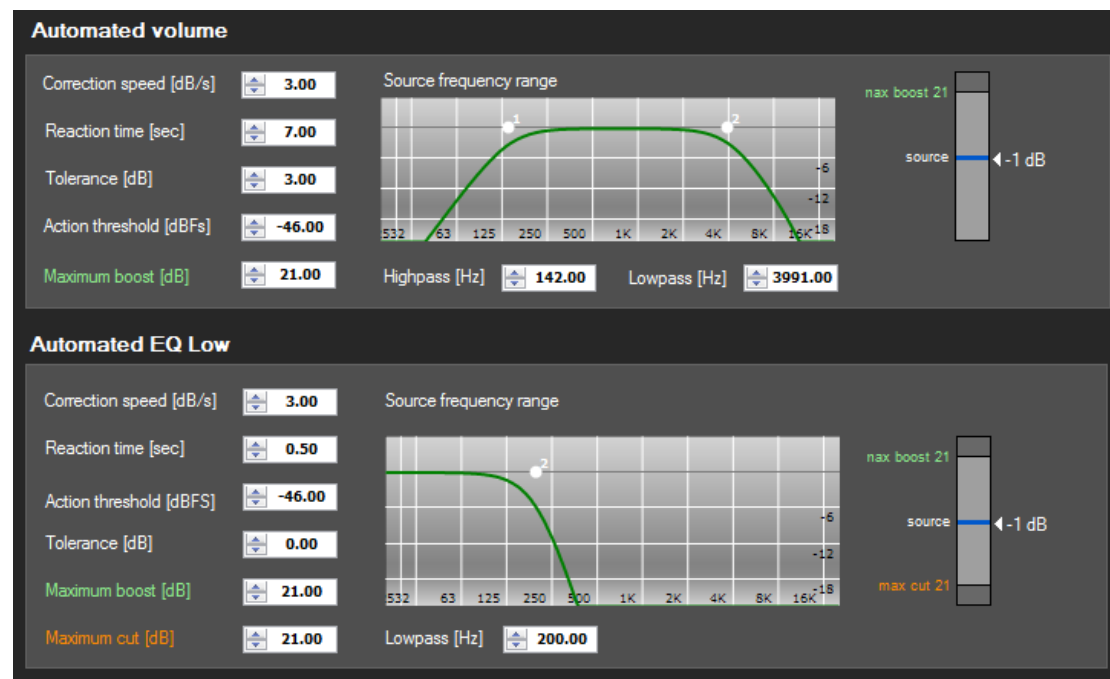 Automated volume
Correction speed [dB/s] 3.00
Source frequency range
nax boost 21
Reaction time [sec] 7.00
1 2
source -1 dB
Tolerance [dB] 3.00
-6
-12
Action threshold [dBFs] -46.00
532 63 125 250 500 1K 2K 4K 8K 16K -18
Maximum boost [dB] 21.00
Highpass [Hz] 142.00 Lowpass [Hz] 3991.00
Automated EQ Low
Correction speed [dB/s] 3.00
Source frequency range
Reaction time [sec] 0.50
nax boost 21
2
Action threshold [dBFS] -46.00
-6
source -1 dB
Tolerance [dB] 0.00
-12
Maximum boost [dB] 21.00
532 63 125 250 500 1K 2K 4K 8K 16K -18
max cut 21
Maximum cut [dB] 21.00
Lowpass [Hz] 200.00